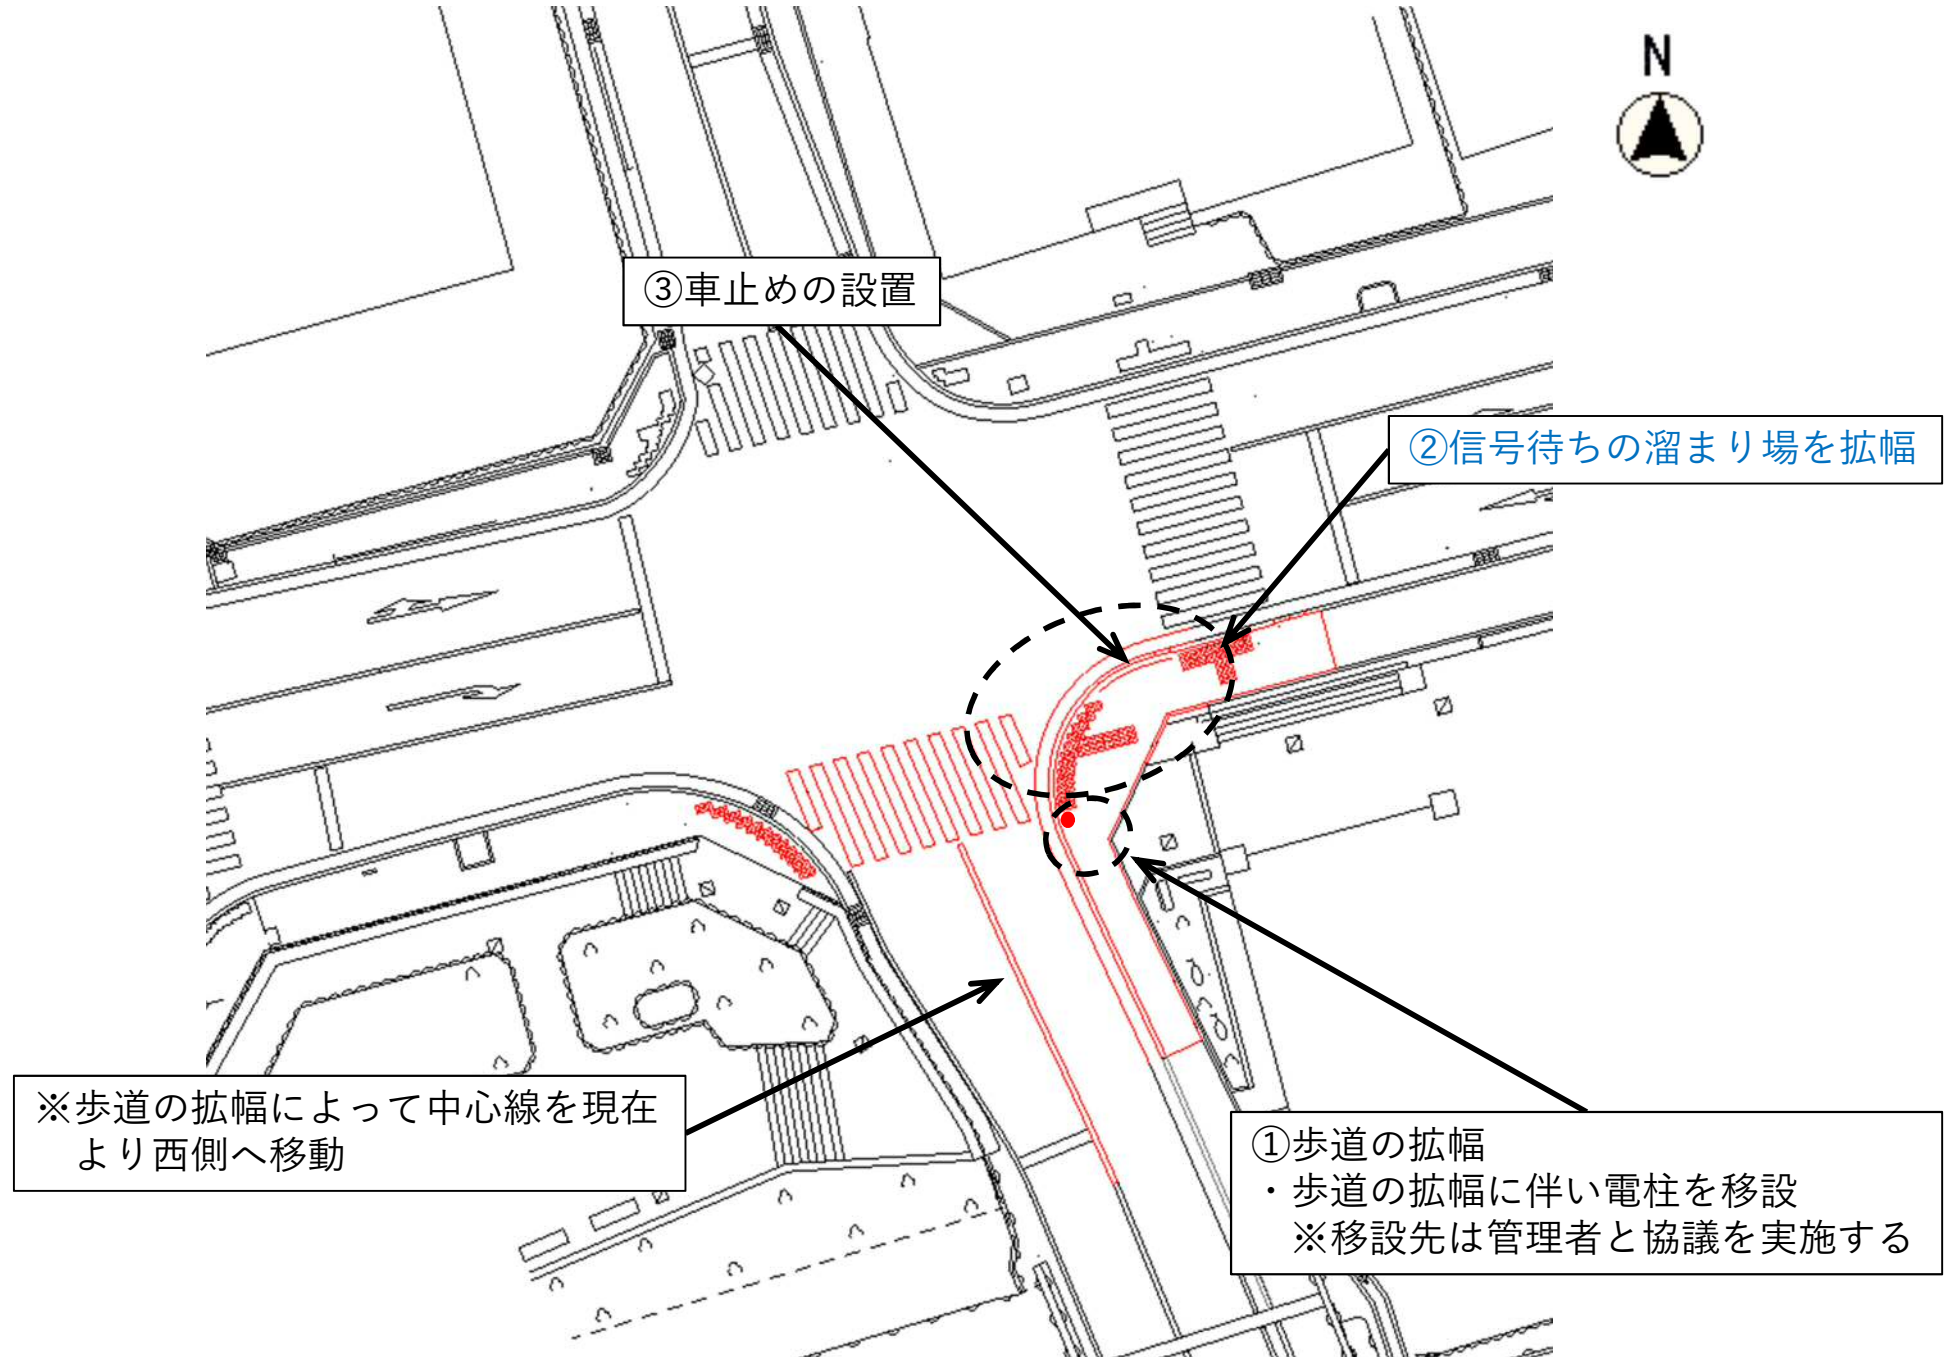 N
③車止めの設置
②信号待ちの溜まり場を拡幅
※歩道の拡幅によって中心線を現在
より西側へ移動
①歩道の拡幅
・歩道の拡幅に伴い電柱を移設
※移設先は管理者と協議を実施する